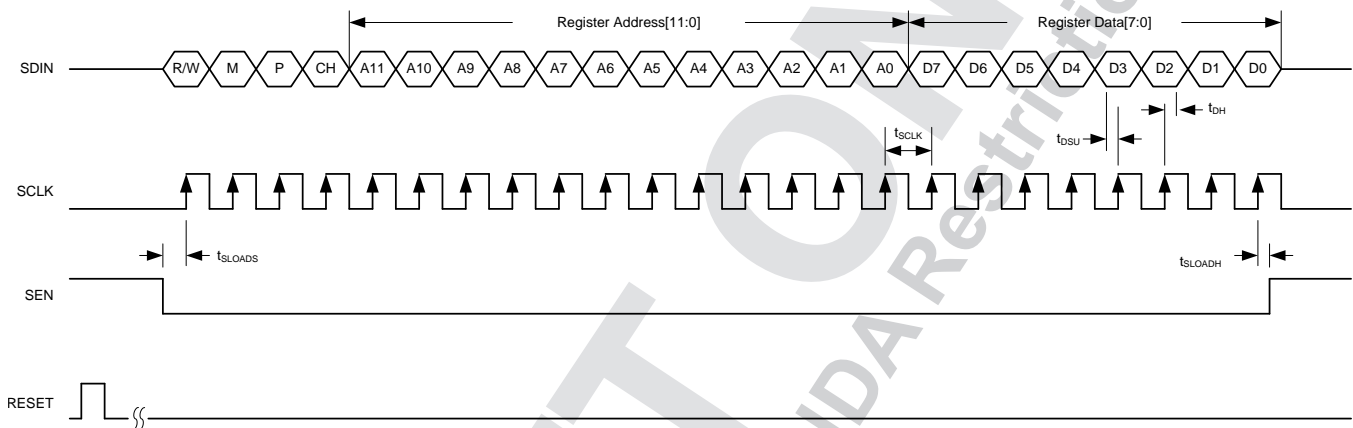 Register Address[11:0] Register Data[7:0]
SDIN R/W M P CH A11 A10 A9 A8 A7 A6 A5 A4 A3 A2 A1 A0 D7 D6 D5 D4 D3 D2 D1 D0
tDH
tSCLK
tDSU
SCLK
tSLOADS tSLOADH
SEN
RESET
NDA